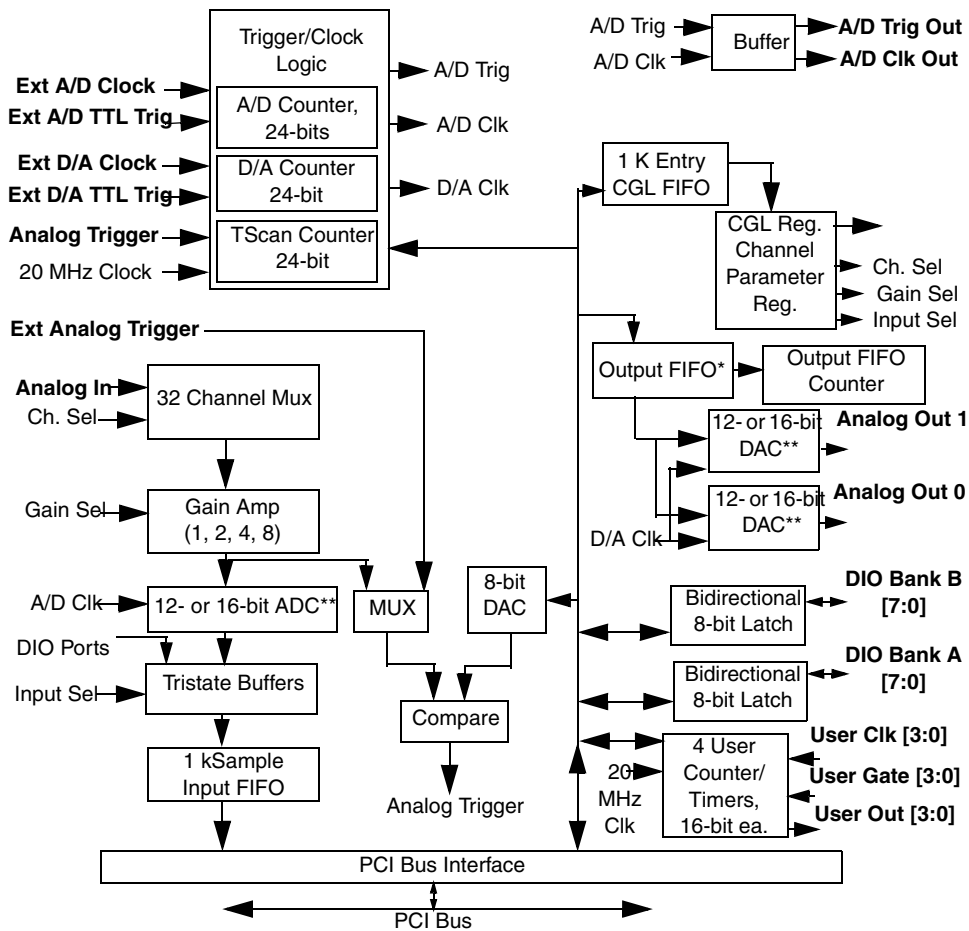 Trigger/Clock
Logic
Ext A/D Clock
Ext A/D TTL Trig
A/D Counter,
24-bits
Ext D/A Clock
Ext D/A TTL Trig
D/A Counter
24-bit
Analog Trigger
20 MHz Clock
TScan Counter
24-bit
A/D Trig
A/D Clk
D/A Clk
A/D Trig
A/D Clk
Buffer
A/D Trig Out
A/D Clk Out
1 K Entry
CGL FIFO
CGL Reg.
Channel
Parameter
Reg.
Ch. Sel
Gain Sel
Input Sel
Ext Analog Trigger
Analog In
Ch. Sel
32 Channel Mux
Output FIFO*
Output FIFO
Counter
12- or 16-bit
DAC**
Analog Out 1
12- or 16-bit
DAC**
Analog Out 0
D/A Clk
Gain Sel
Gain Amp
(1, 2, 4, 8)
A/D Clk
12- or 16-bit ADC**
MUX
8-bit
DAC
DIO Ports
Input Sel
Tristate Buffers
Compare
Analog Trigger
1 kSample
Input FIFO
Bidirectional
8-bit Latch
DIO Bank B
[7:0]
Bidirectional
8-bit Latch
DIO Bank A
[7:0]
20
MHz
Clk
4 User
Counter/
Timers,
16-bit ea.
User Clk [3:0]
User Gate [3:0]
User Out [3:0]
PCI Bus Interface
PCI Bus